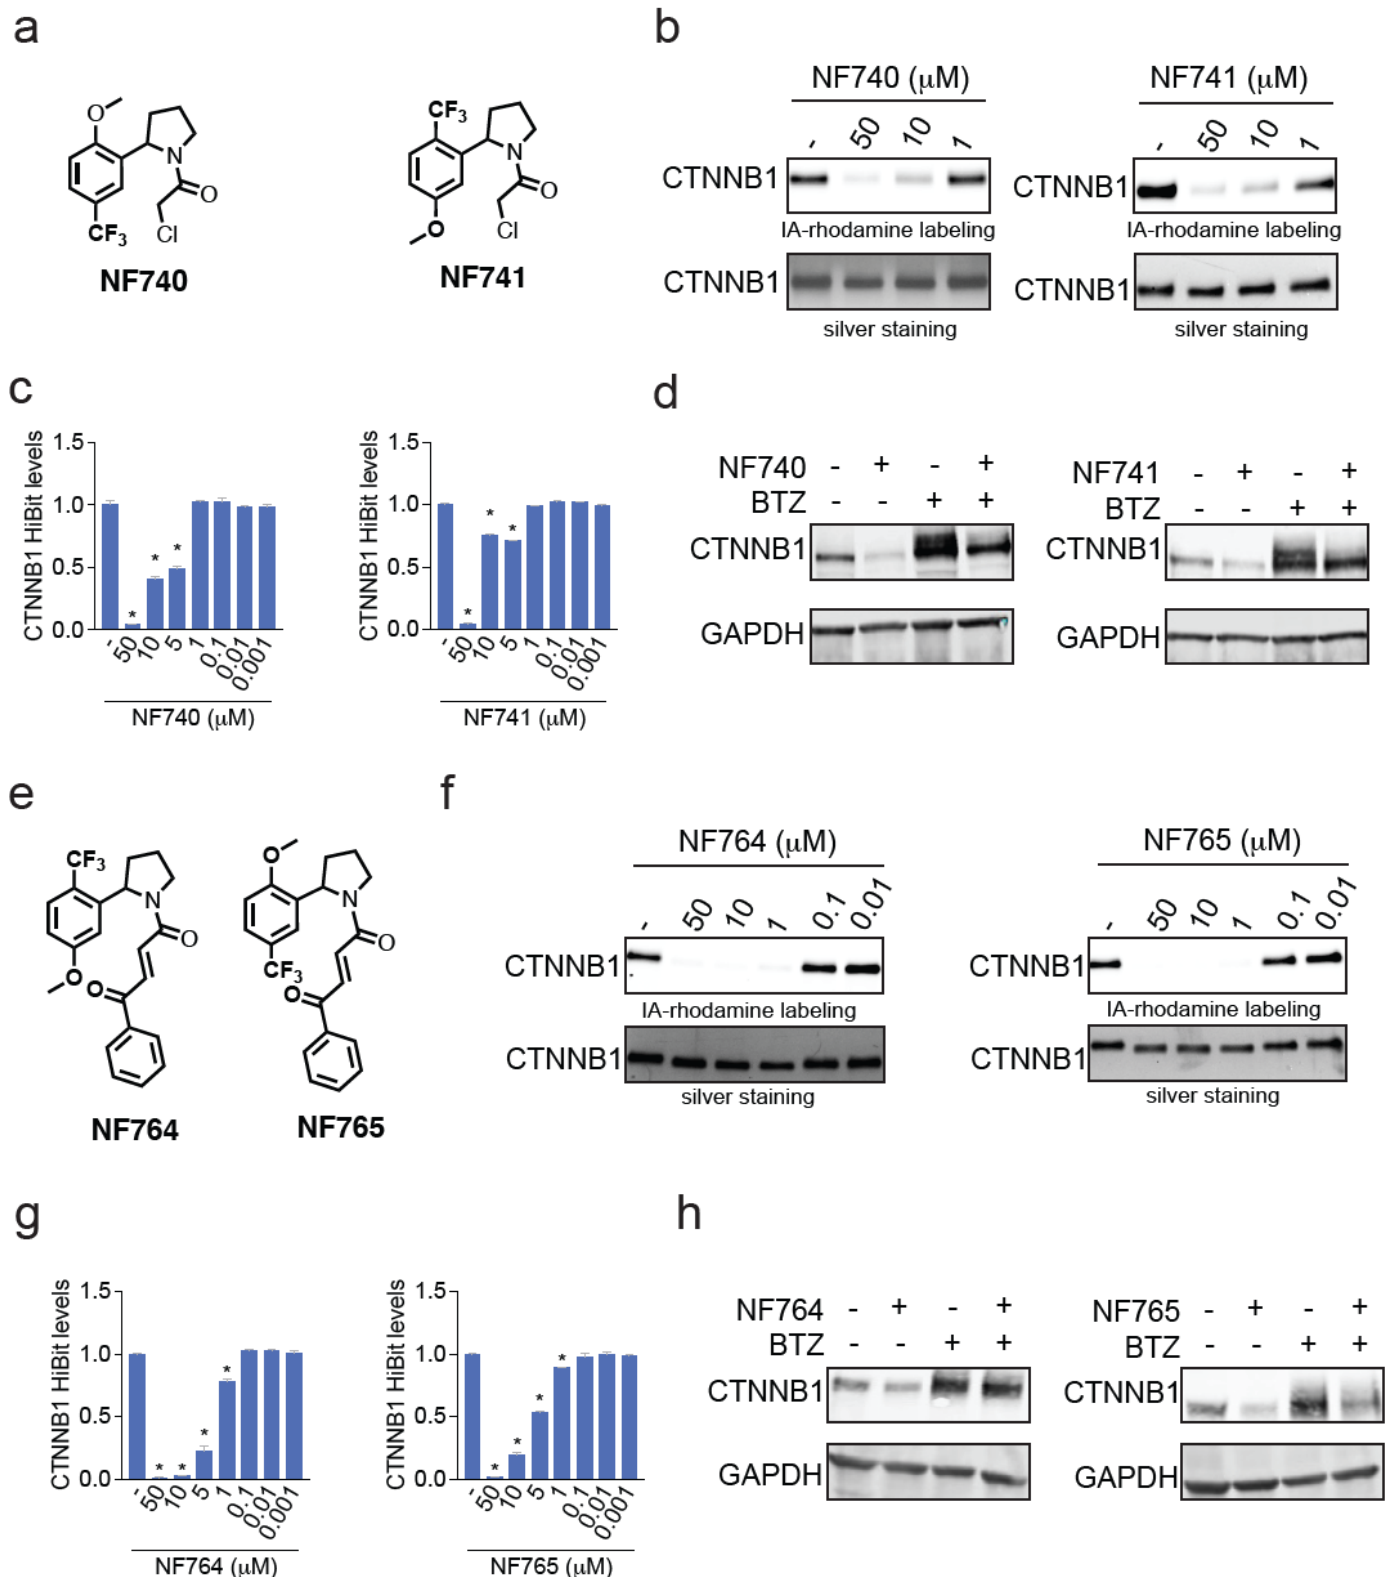 a
O
N
O
CF3
Cl
NF740
CF3
N
O
O
Cl
NF741
b
NF740 (μM)
- 50 10 1
CTNNB1
IA-rhodamine labeling
CTNNB1
silver staining
NF741 (μM)
- 50 10 1
CTNNB1
IA-rhodamine labeling
CTNNB1
silver staining
c
CTNNB1 HiBit levels
1.5
1.0
0.5
0.0
* * *
- 50 10 5 1 0.1 0.01 0.001
NF740 (μM)
CTNNB1 HiBit levels
1.5
1.0
0.5
0.0
* * *
- 50 10 5 1 0.1 0.01 0.001
NF741 (μM)
d
NF740 - + - +
BTZ - - + +
CTNNB1
GAPDH
NF741 - + - +
BTZ - - + +
CTNNB1
GAPDH
e
CF3
N
O
O
O
NF764
O
N
O
CF3
O
NF765
f
NF764 (μM)
- 50 10 1 0.1 0.01
CTNNB1
IA-rhodamine labeling
CTNNB1
silver staining
NF765 (μM)
- 50 10 1 0.1 0.01
CTNNB1
IA-rhodamine labeling
CTNNB1
silver staining
g
CTNNB1 HiBit levels
1.5
1.0
0.5
0.0
* * * *
- 50 10 5 1 0.1 0.01 0.001
NF764 (μM)
CTNNB1 HiBit levels
1.5
1.0
0.5
0.0
* * * *
- 50 10 5 1 0.1 0.01 0.001
NF765 (μM)
h
NF764 - + - +
BTZ - - + +
CTNNB1
GAPDH
NF765 - + - +
BTZ - - + +
CTNNB1
GAPDH